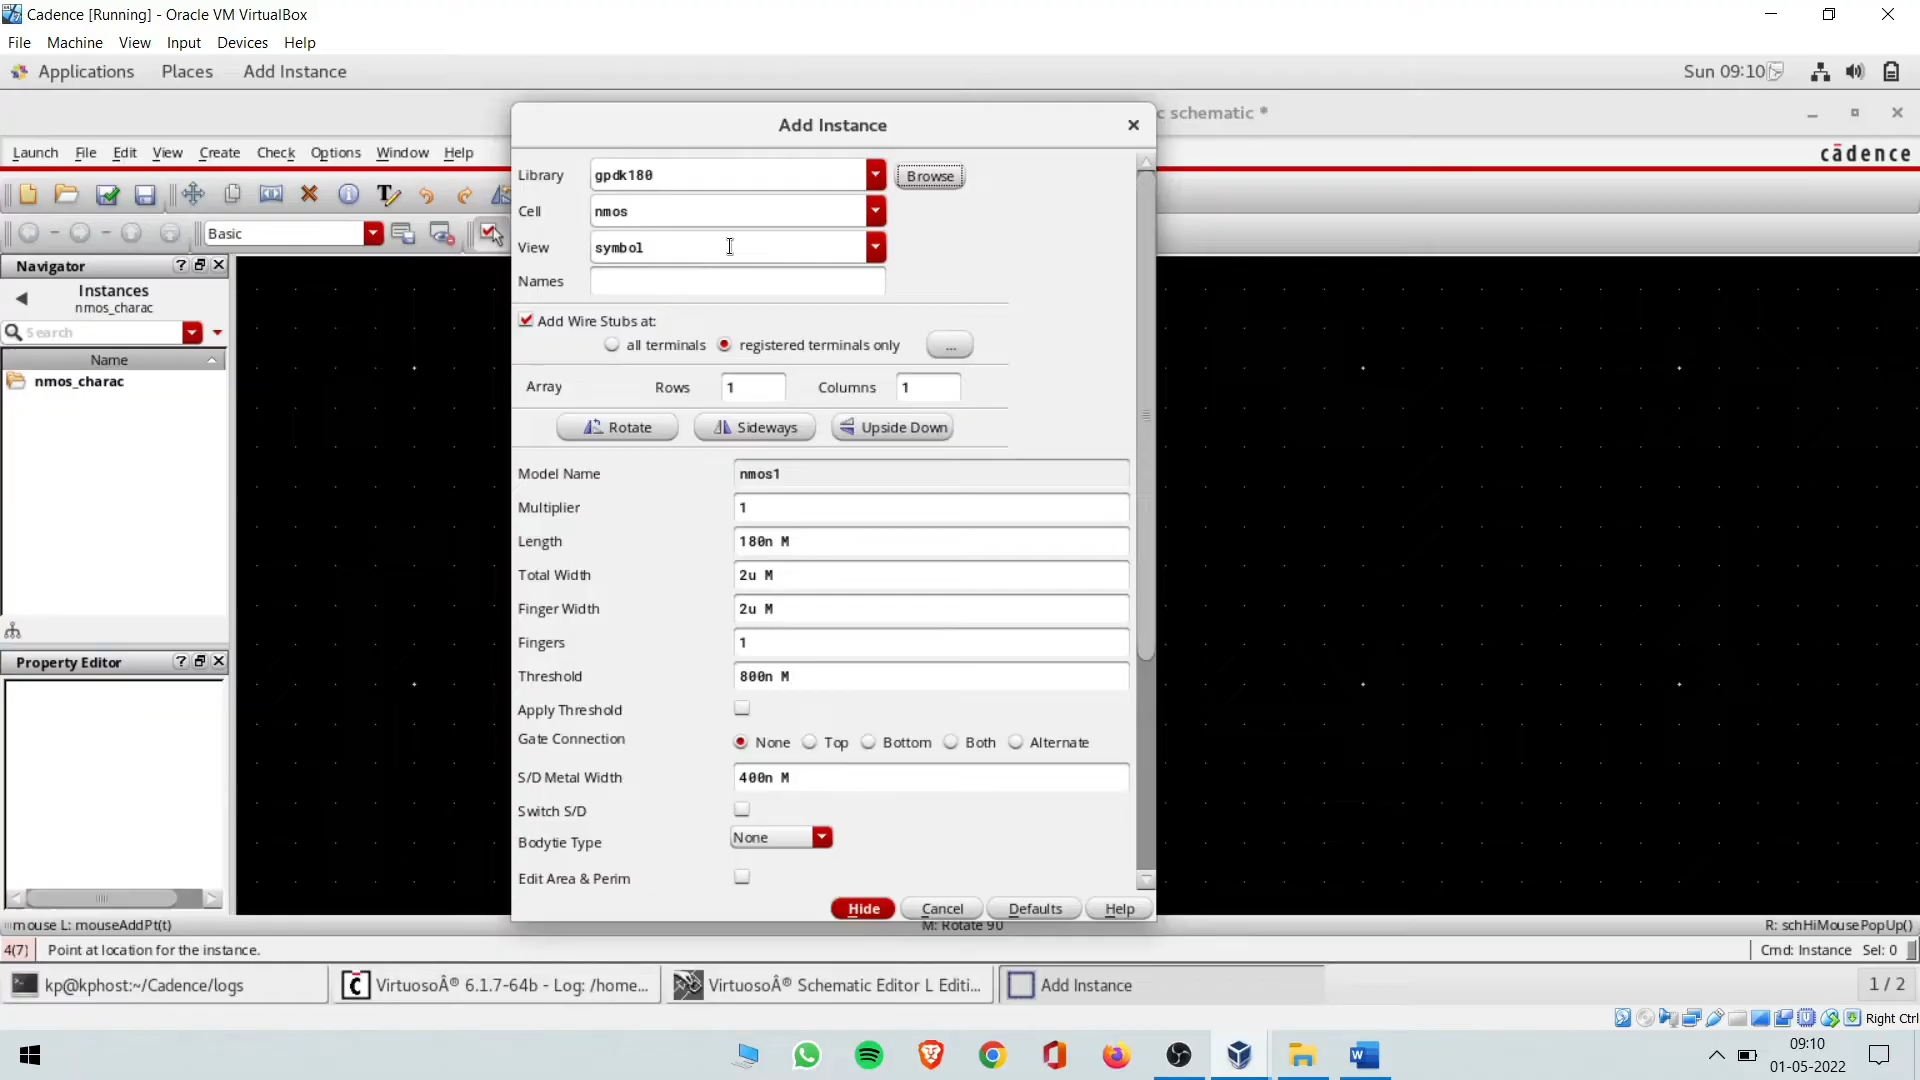 Cadence [Running] - Oracle VM VirtualBox
File Machine View Input Devices Help
Applications Places Add Instance Sun 09:10
c schematic *
Add Instance
Launch File Edit View Create Check Options Window Help
cādence
Library gpdk180 Browse
Cell nmos
Basic
View symbol
Navigator
Names
Instances
nmos_charac
Search
Name
nmos_charac
Add Wire Stubs at:
all terminals registered terminals only ...
Array Rows 1 Columns 1
Rotate Sideways Upside Down
Model Name nmos1
Multiplier 1
Length 180n M
Total Width 2u M
Finger Width 2u M
Fingers 1
Property Editor
Threshold 800n M
Apply Threshold
Gate Connection None Top Bottom Both Alternate
S/D Metal Width 400n M
Switch S/D
Bodytie Type None
Edit Area & Perim
Hide Cancel Defaults Help
mouse L: mouseAddPt(t) M: Rotate 90 R: schHiMousePopUp()
4(7) Point at location for the instance. Cmd: Instance Sel: 0
kp@kphost:~/Cadence/logs VirtuosoÂ® 6.1.7-64b - Log: /home... VirtuosoÂ® Schematic Editor L Editi... Add Instance 1 / 2
Right Ctrl
09:10
01-05-2022